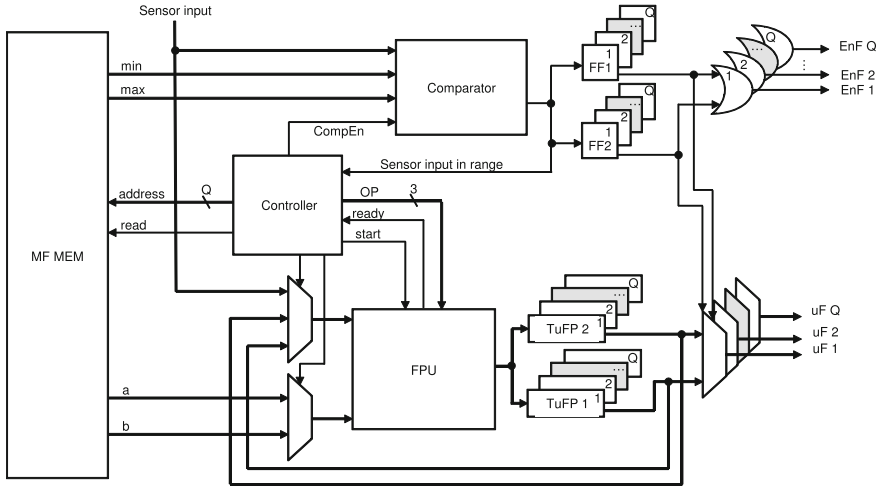 Sensor input
min
max
Comparator
CompEn
Sensor input in range
Q
...
2
1
FF1
Q
...
2
1
FF2
Q
...
2
1
EnF Q
⋮
EnF 2
EnF 1
MF MEM
address
Q
read
Controller
OP
3
ready
start
a
b
FPU
Q
...
2
1
TuFP 2
Q
...
2
1
TuFP 1
uF Q
uF 2
uF 1